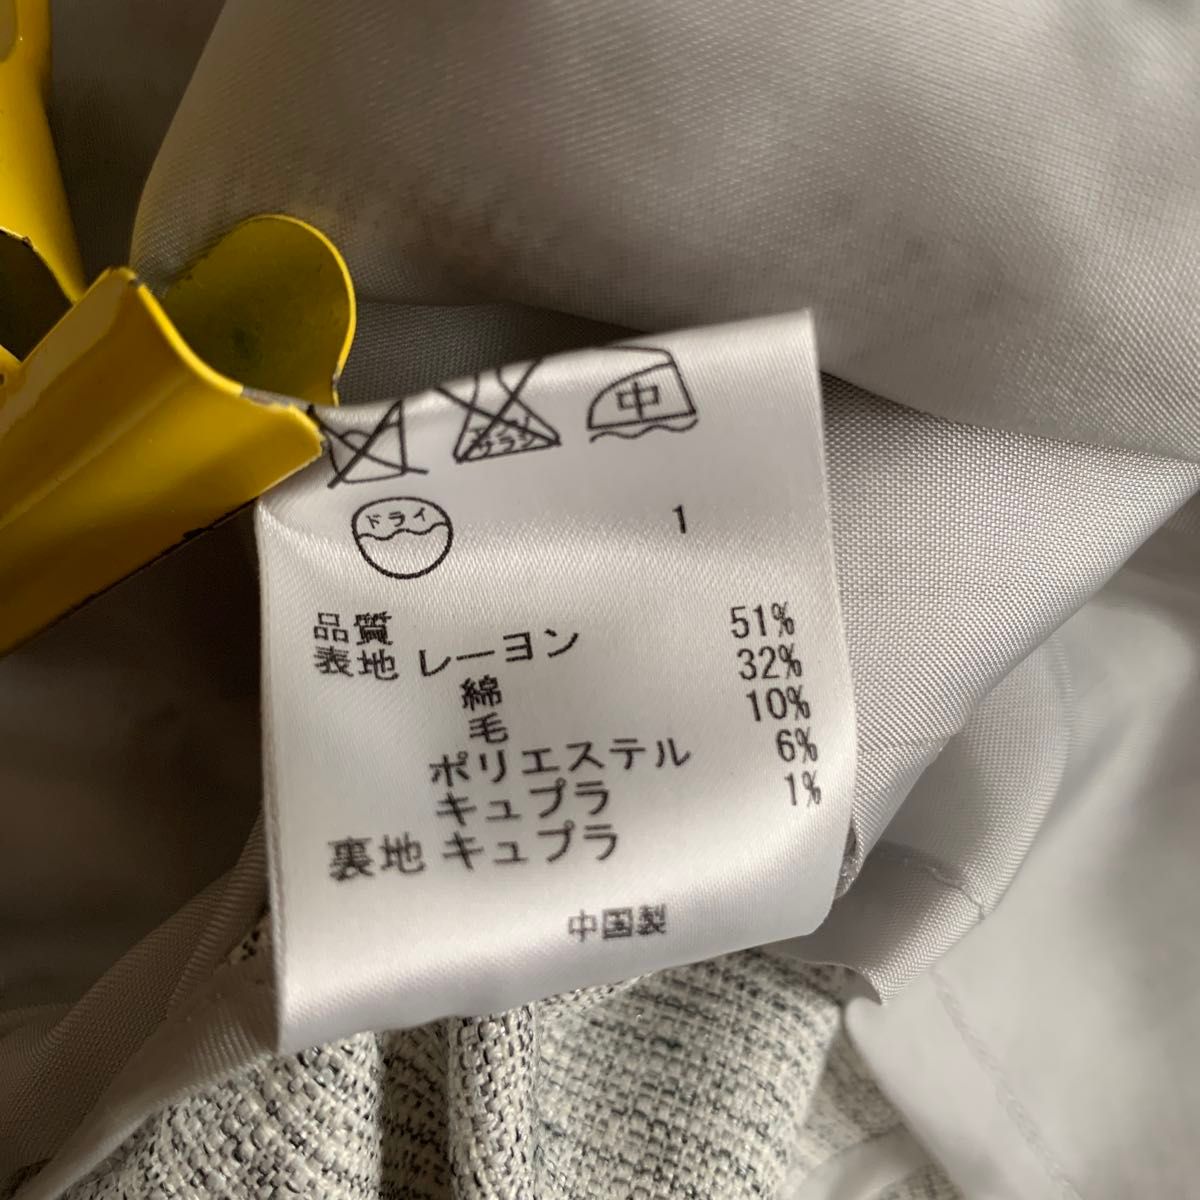 中
ドライ
1
品質
表地 レーヨン 51%
綿 32%
毛 10%
ポリエステル 6%
キュプラ 1%
裏地 キュプラ
中国製